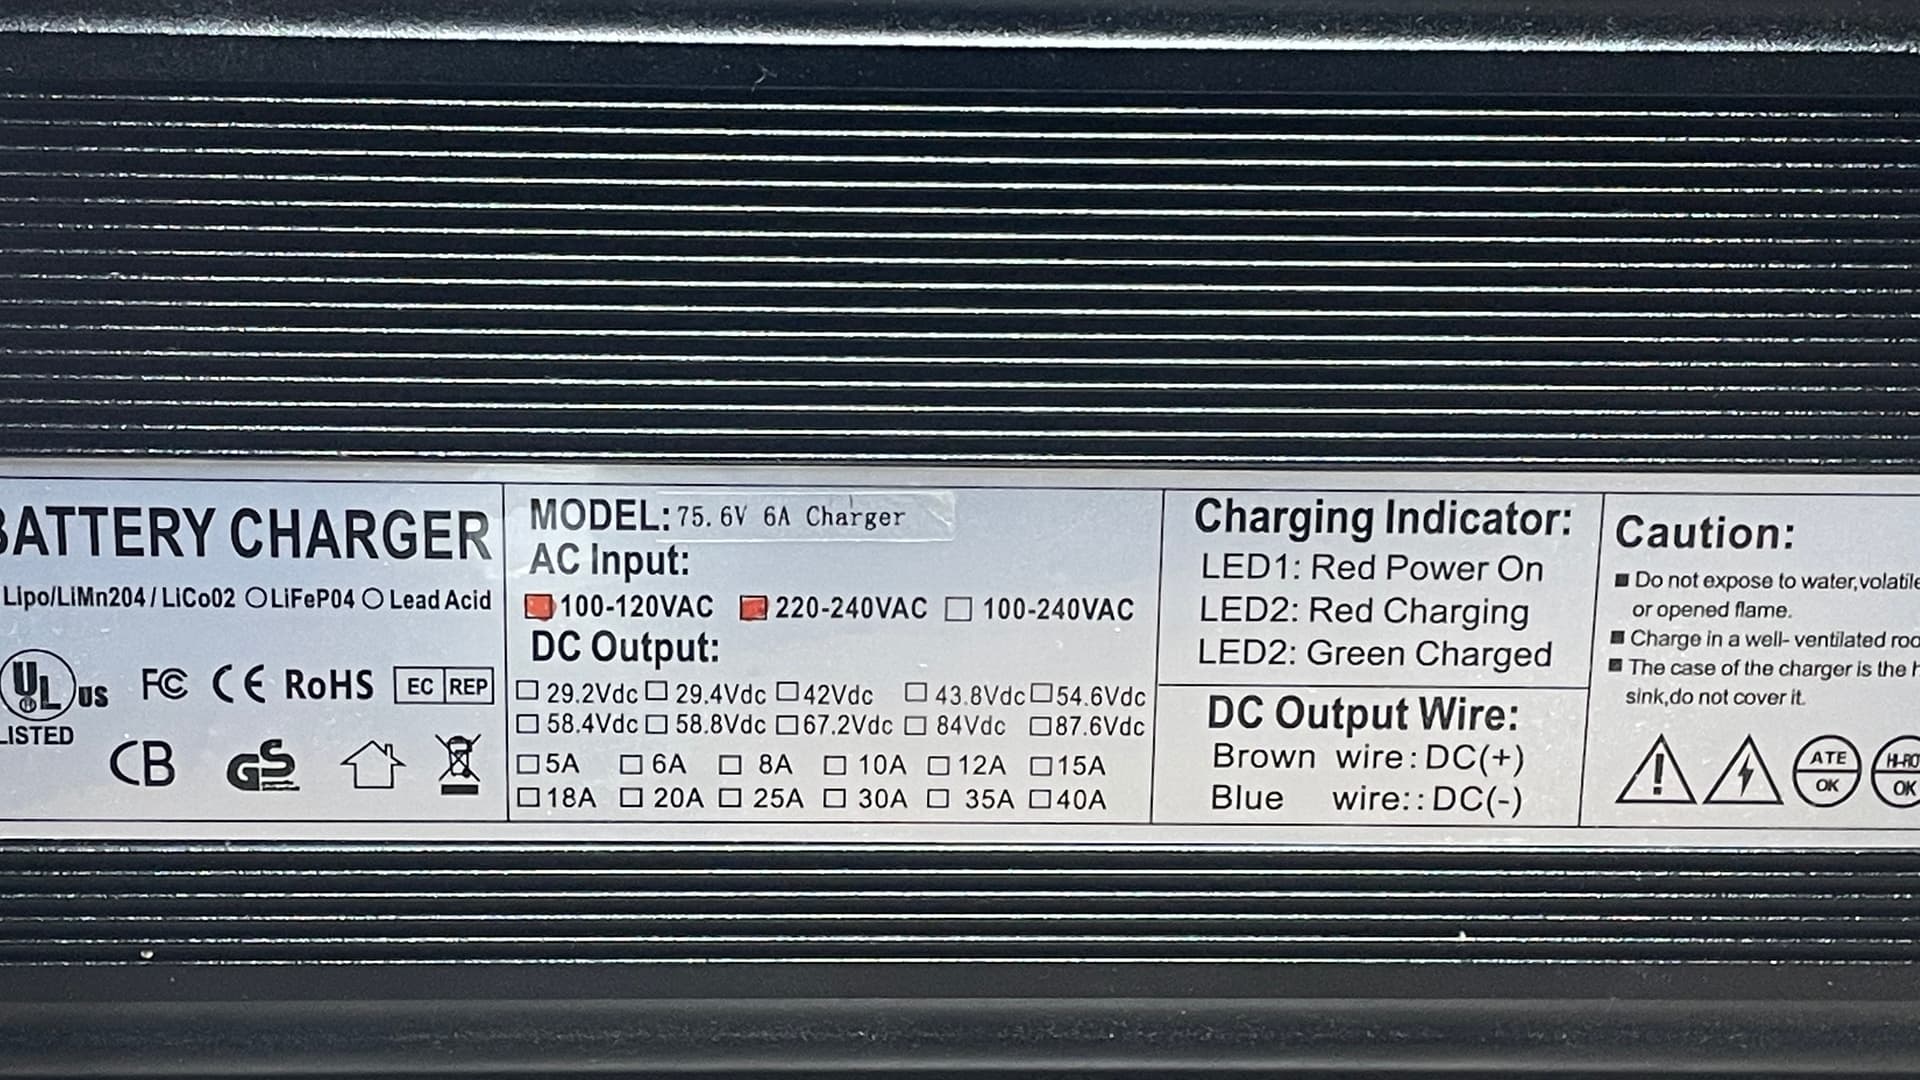 BATTERY CHARGER
Lipo/LiMn204 / LiCo02 LiFeP04 Lead Acid
UL US FC CE RoHS EC REP
LISTED
CB GS
MODEL: 75.6V 6A Charger
AC Input:
100-120VAC 220-240VAC 100-240VAC
DC Output:
29.2Vdc 29.4Vdc 42Vdc 43.8Vdc 54.6Vdc
58.4Vdc 58.8Vdc 67.2Vdc 84Vdc 87.6Vdc
5A 6A 8A 10A 12A 15A
18A 20A 25A 30A 35A 40A
Charging Indicator:
LED1: Red Power On
LED2: Red Charging
LED2: Green Charged
DC Output Wire:
Brown wire: DC(+)
Blue wire:: DC(-)
Caution:
Do not expose to water,volatile
or opened flame.
Charge in a well- ventilated
The case of the charger is the
sink,do not cover it.
ATE
OK
OK